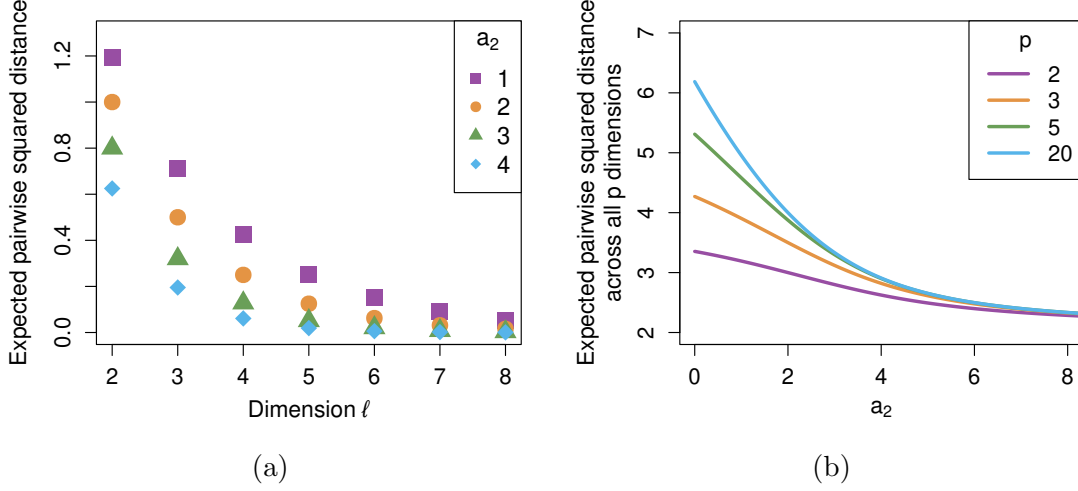 Expected pairwise squared distance
0.0 0.4 0.8 1.2
2 3 4 5 6 7 8
Dimension ℓ
a₂
1
2
3
4
(a)
Expected pairwise squared distance
across all p dimensions
2 3 4 5 6 7
0 2 4 6 8
a₂
p
2
3
5
20
(b)